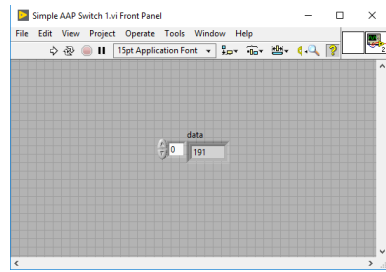 Simple AAP Switch 1.vi Front Panel
File Edit View Project Operate Tools Window Help
15pt Application Font
data
0 191